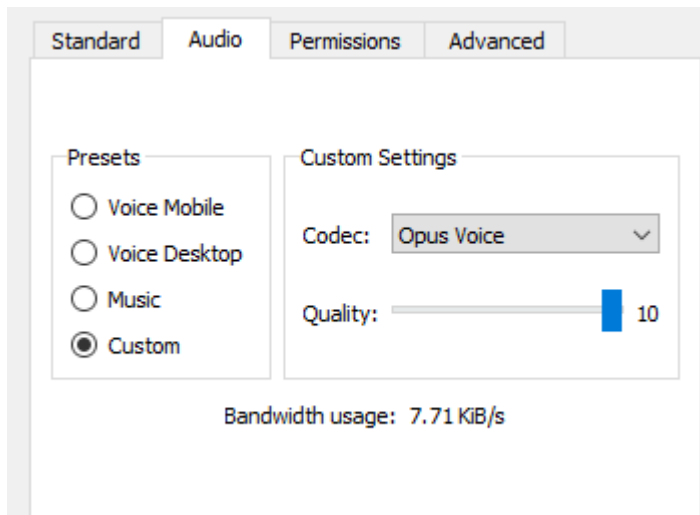 Standard Audio Permissions Advanced
Presets
Voice Mobile
Voice Desktop
Music
Custom
Custom Settings
Codec: Opus Voice
Quality: 10
Bandwidth usage: 7.71 KiB/s